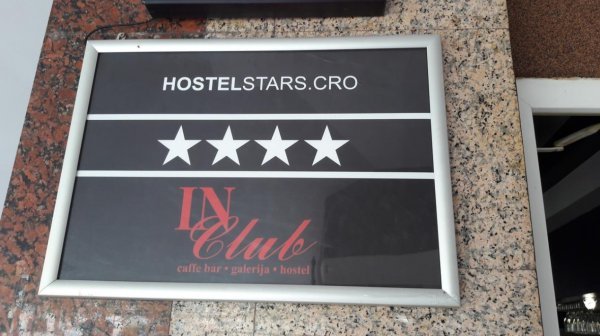 HOSTELSTARS.CRO
IN
Club
caffe bar • galerija • hostel